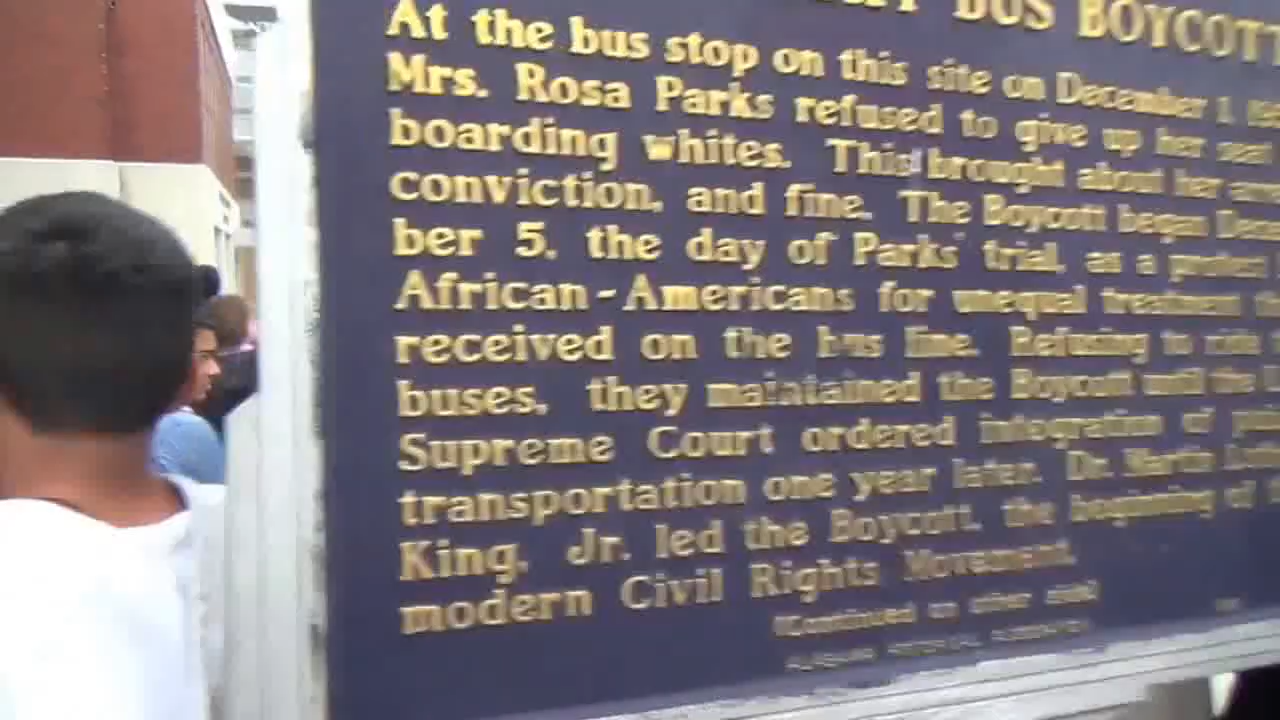 BUS BOYCOTT
At the bus stop on this site on December 1,
Mrs. Rosa Parks refused to give up her seat
boarding whites. This brought about her
conviction, and fine. The Boycott began Decem
ber 5, the day of Parks' trial, as a protest
African-Americans for unequal treatment
received on the bus line. Refusing to ride
buses, they maintained the Boycott until the
Supreme Court ordered integration of
transportation one year later. Dr. Martin
King, Jr. led the Boycott, the beginning of
modern Civil Rights Movement.
(Continued on other side)